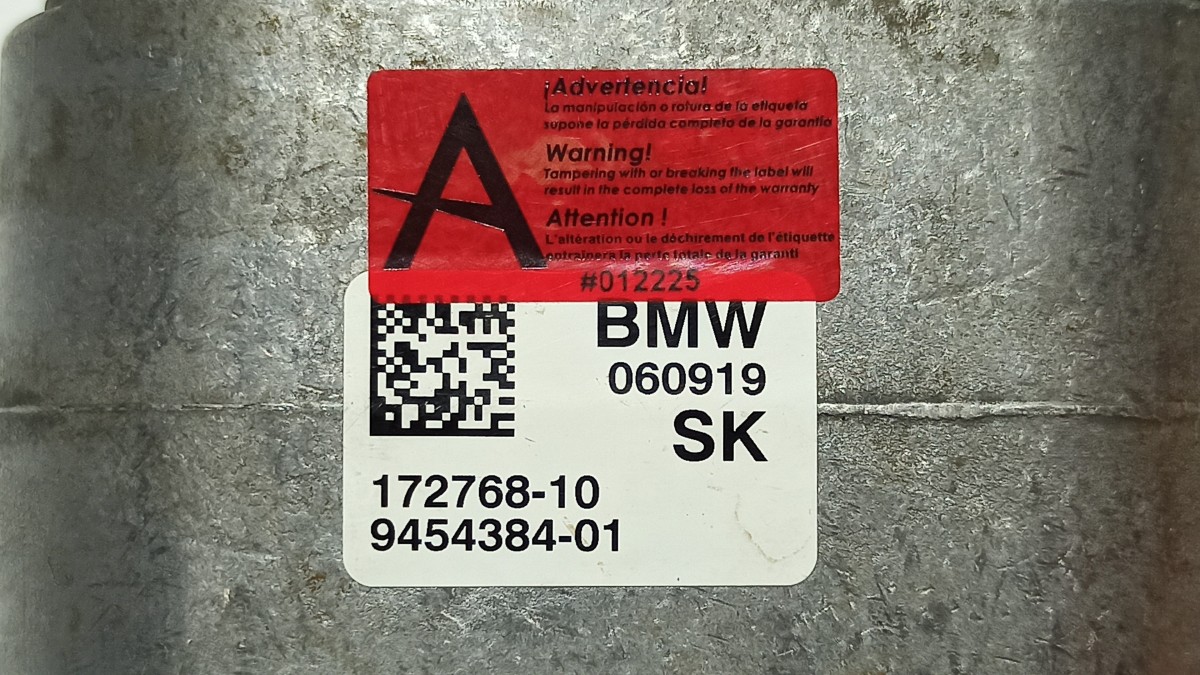 A
¡Advertencia!
La manipulación o rotura de la etiqueta
supone la pérdida completa de la garantía
Warning!
Tampering with or breaking the label will
result in the complete loss of the warranty
Attention !
L'altération ou le déchirement de l'étiquette
entraînera la perte totale de la garanti
#012225
BMW
060919
SK
172768-10
9454384-01